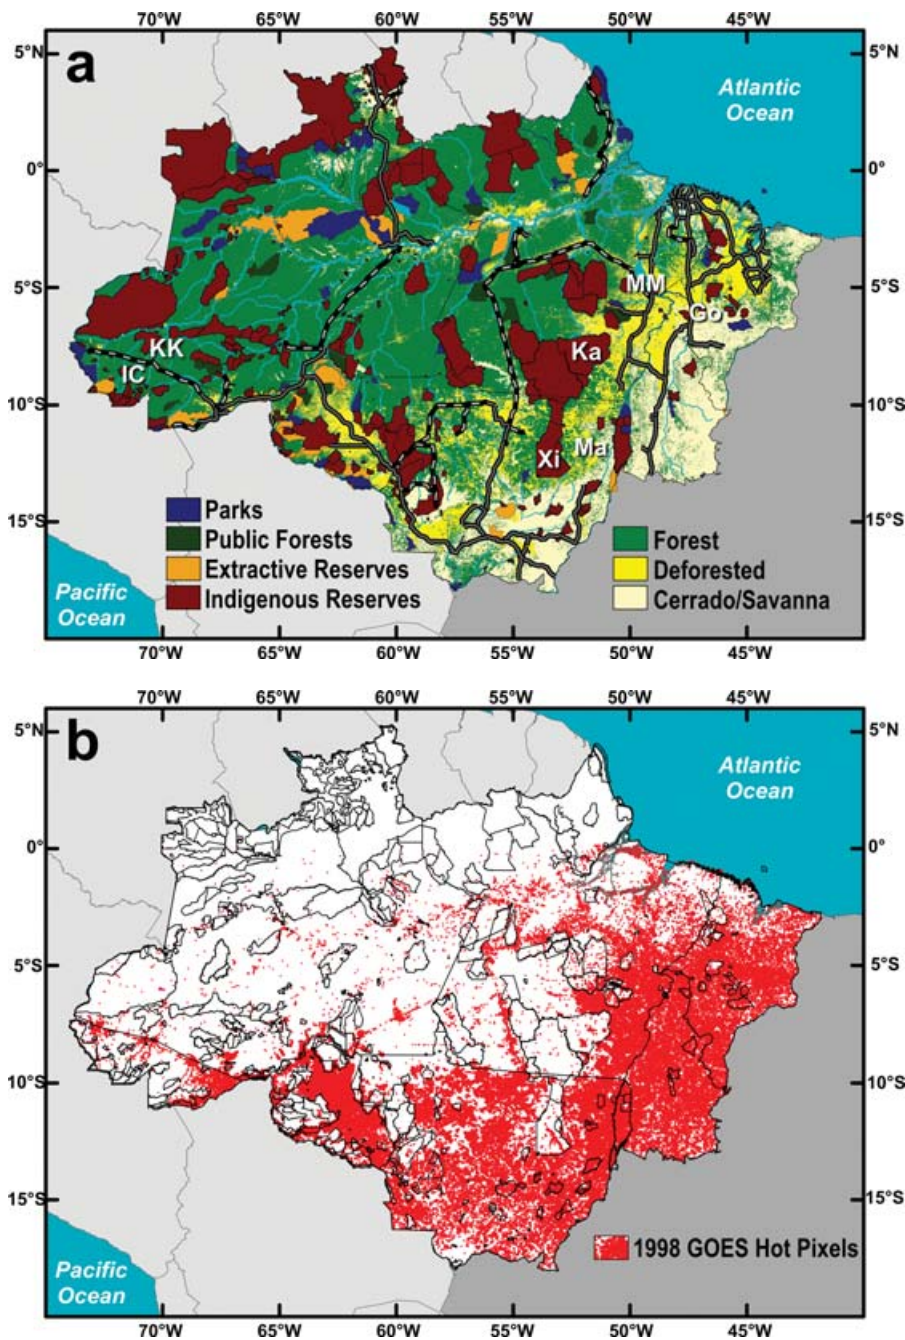 70°W 65°W 60°W 55°W 50°W 45°W
5°N
a
Atlantic
Ocean
5°N
0°
0°
5°S
MM
5°S
Go
KK
Ka
IC
10°S
10°S
Xi
Ma
Parks
15°S
Public Forests
Forest
15°S
Extractive Reserves
Deforested
Pacific
Ocean
Indigenous Reserves
Cerrado/Savanna
70°W 65°W 60°W 55°W 50°W 45°W
70°W 65°W 60°W 55°W 50°W 45°W
5°N
b
5°N
Atlantic
Ocean
0°
0°
5°S
5°S
10°S
10°S
15°S
15°S
1998 GOES Hot Pixels
Pacific
Ocean
70°W 65°W 60°W 55°W 50°W 45°W